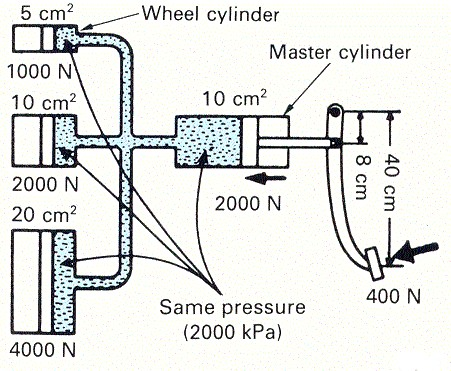 5 cm²
Wheel cylinder
Master cylinder
1000 N
10 cm²
10 cm²
2000 N
2000 N
8 cm
40 cm
20 cm²
400 N
Same pressure
(2000 kPa)
4000 N